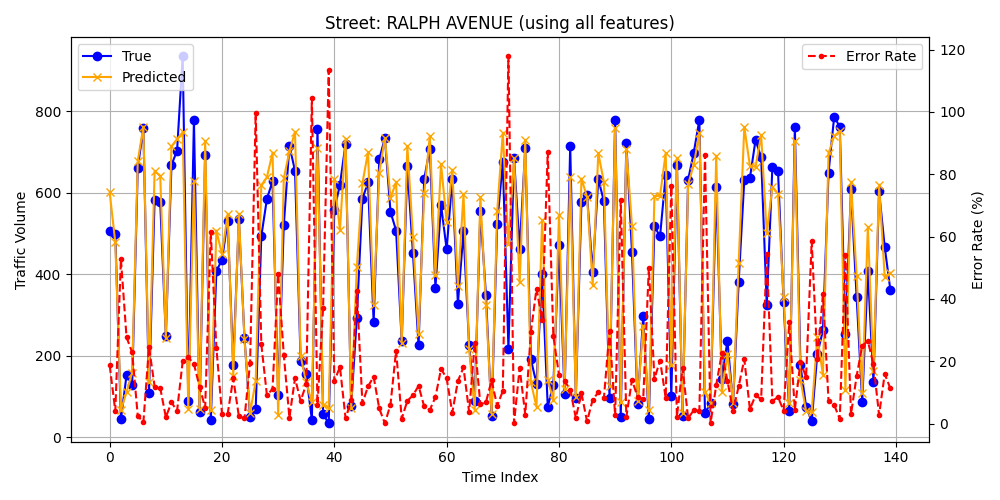 Street: RALPH AVENUE (using all features)
True
Predicted
Error Rate
Traffic Volume
0
200
400
600
800
Error Rate (%)
0
20
40
60
80
100
120
0
20
40
60
80
100
120
140
Time Index